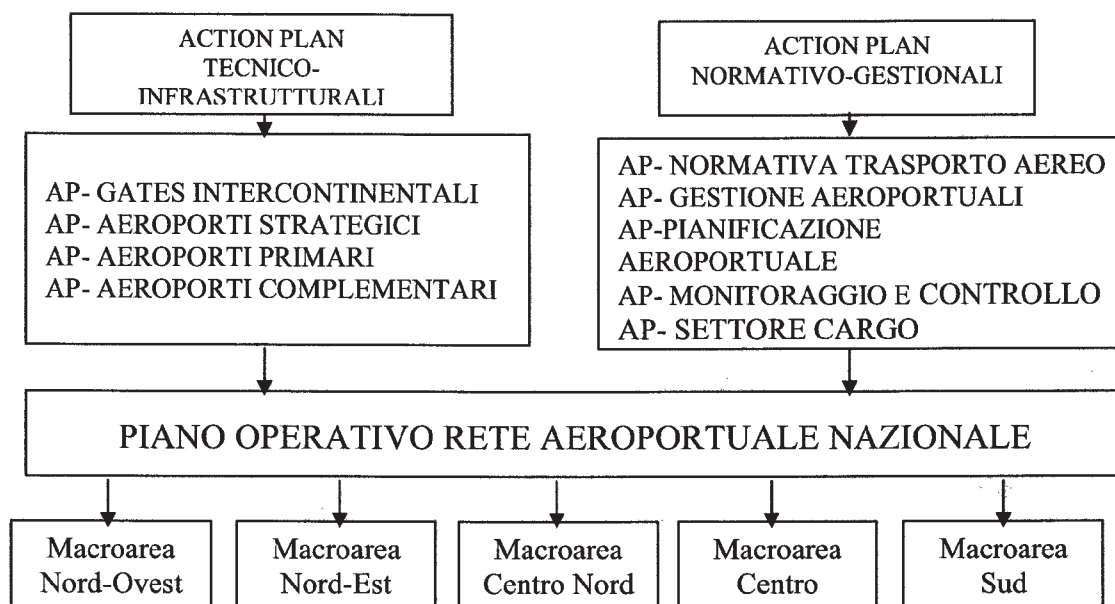 ACTION PLAN
TECNICO-
INFRASTRUTTURALI
ACTION PLAN
NORMATIVO-GESTIONALI
AP- GATES INTERCONTINENTALI
AP- AEROPORTI STRATEGICI
AP- AEROPORTI PRIMARI
AP- AEROPORTI COMPLEMENTARI
AP- NORMATIVA TRASPORTO AEREO
AP- GESTIONE AEROPORTUALI
AP-PIANIFICAZIONE
AEROPORTUALE
AP- MONITORAGGIO E CONTROLLO
AP- SETTORE CARGO
PIANO OPERATIVO RETE AEROPORTUALE NAZIONALE
Macroarea
Nord-Ovest
Macroarea
Nord-Est
Macroarea
Centro Nord
Macroarea
Centro
Macroarea
Sud